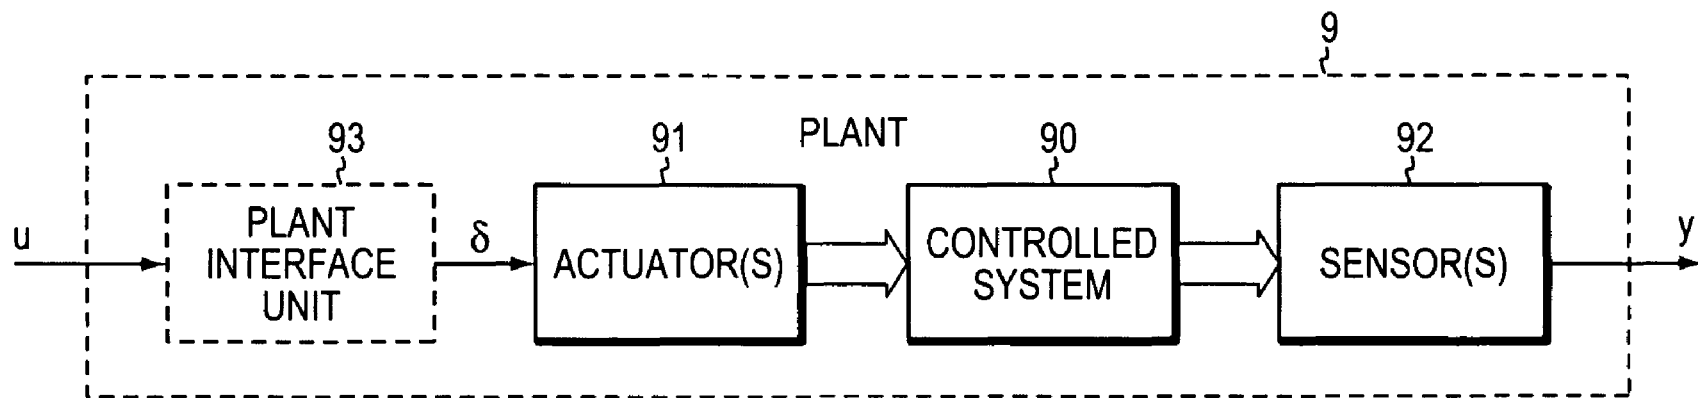 9
PLANT
93
91
90
92
u
PLANT
INTERFACE
UNIT
δ
ACTUATOR(S)
CONTROLLED
SYSTEM
SENSOR(S)
y